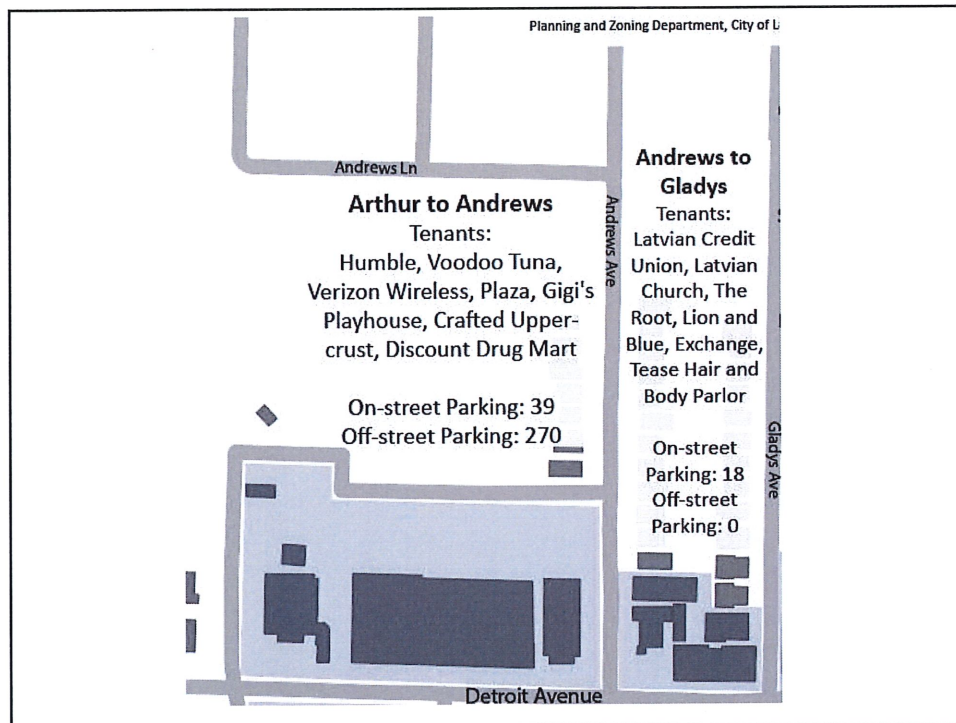 Planning and Zoning Department, City of L
Andrews Ln
Arthur to Andrews
Tenants:
Humble, Voodoo Tuna,
Verizon Wireless, Plaza, Gigi's
Playhouse, Crafted Upper-
crust, Discount Drug Mart
On-street Parking: 39
Off-street Parking: 270
Andrews Ave
Andrews to
Gladys
Tenants:
Latvian Credit
Union, Latvian
Church, The
Root, Lion and
Blue, Exchange,
Tease Hair and
Body Parlor
On-street
Parking: 18
Off-street
Parking: 0
Gladys Ave
Detroit Avenue